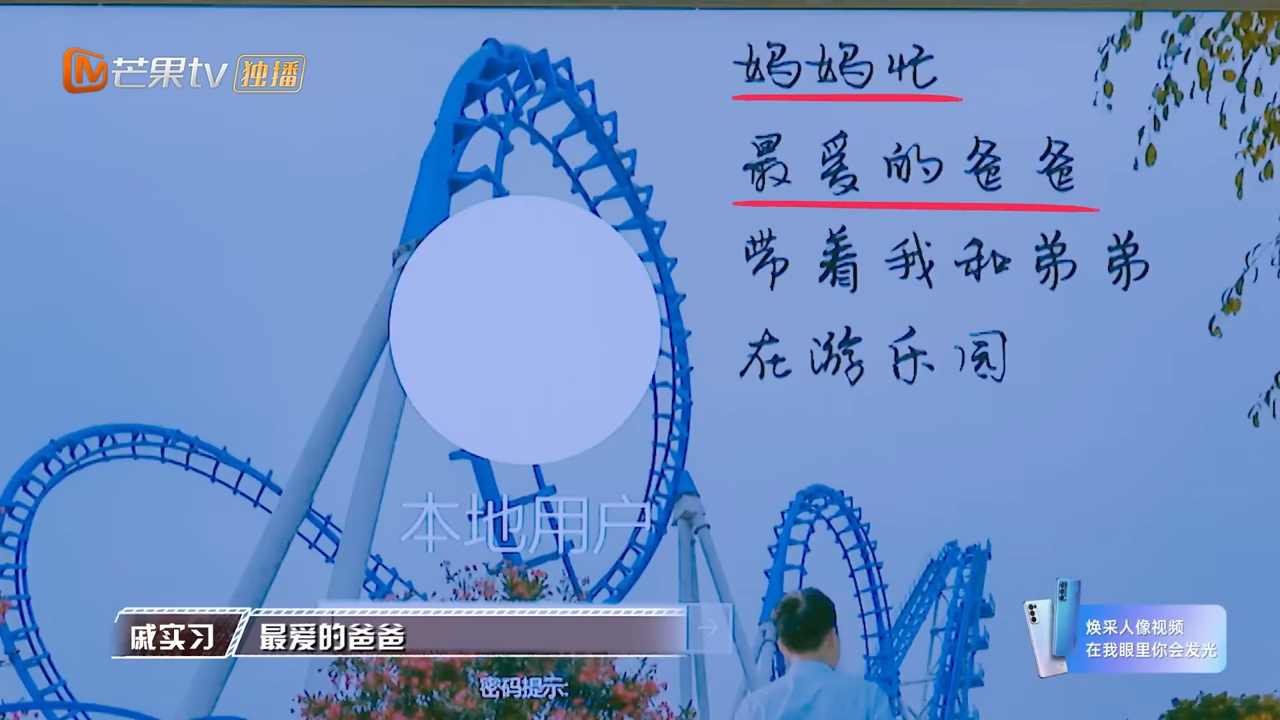 芒果tv 独播
妈妈忙
最爱的爸爸
带着我和弟弟
在游乐园
本地用户
戚实习 最爱的爸爸
密码提示:
焕采人像视频
在我眼里你会发光